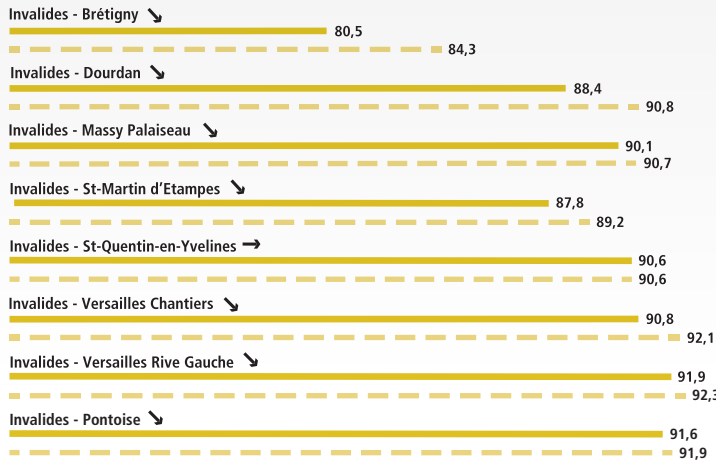 Invalides - Brétigny
80,5
84,3
Invalides - Dourdan
88,4
90,8
Invalides - Massy Palaiseau
90,1
90,7
Invalides - St-Martin d'Etampes
87,8
89,2
Invalides - St-Quentin-en-Yvelines
90,6
90,6
Invalides - Versailles Chantiers
90,8
92,1
Invalides - Versailles Rive Gauche
91,9
92,3
Invalides - Pontoise
91,6
91,9